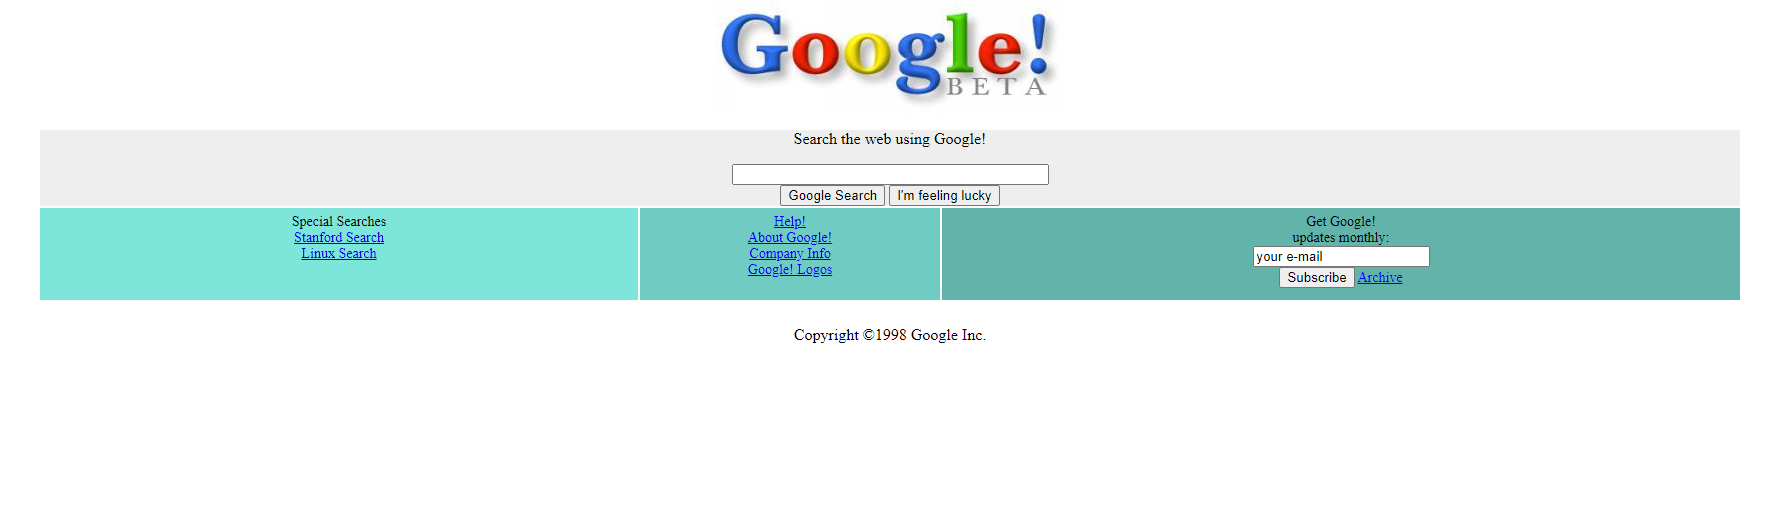 Google!
BETA
Search the web using Google!
Google Search I'm feeling lucky
Special Searches
Stanford Search
Linux Search
Help!
About Google!
Company Info
Google! Logos
Get Google!
updates monthly:
your e-mail
Subscribe Archive
Copyright ©1998 Google Inc.